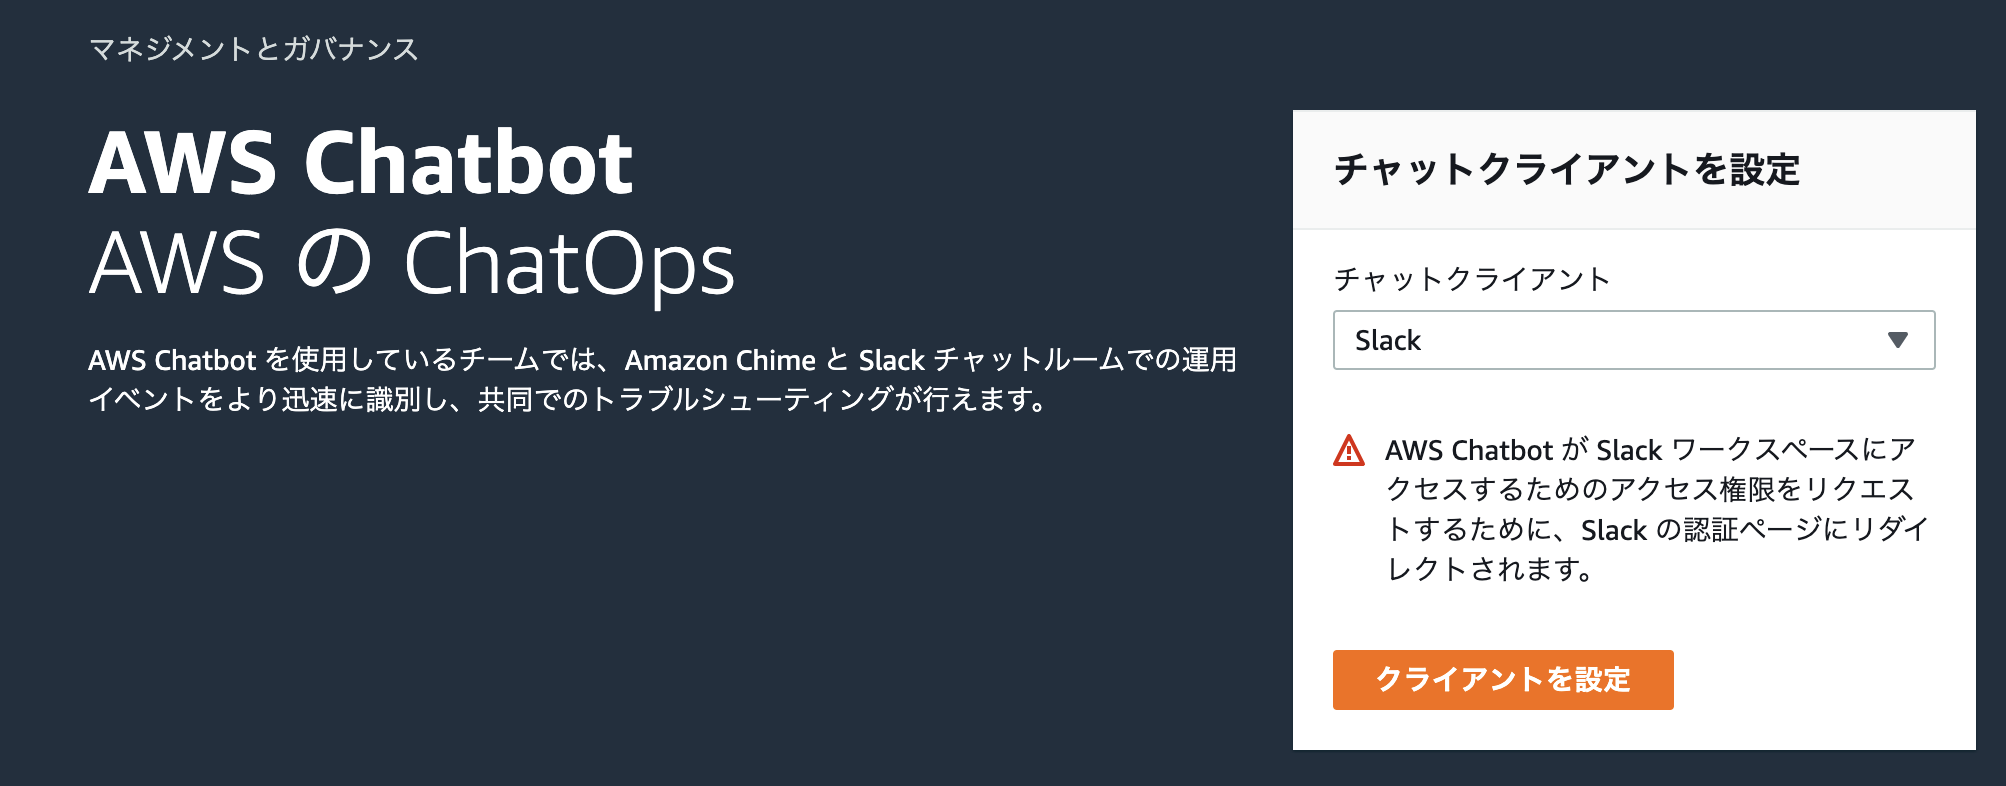 マネジメントとガバナンス
AWS Chatbot
AWS の ChatOps
AWS Chatbot を使用しているチームでは、Amazon Chime と Slack チャットルームでの運用
イベントをより迅速に識別し、共同でのトラブルシューティングが行えます。
チャットクライアントを設定
チャットクライアント
Slack
AWS Chatbot が Slack ワークスペースにア
クセスするためのアクセス権限をリクエス
トするために、Slack の認証ページにリダイ
レクトされます。
クライアントを設定